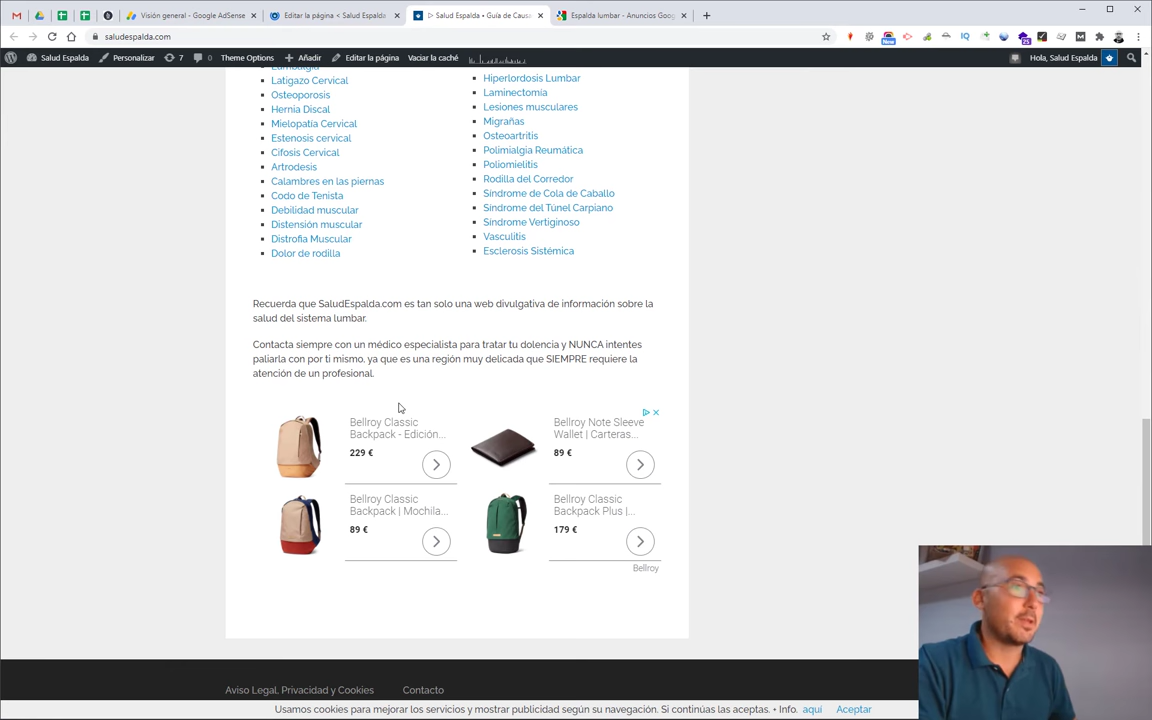 Visión general - Google AdSense
Editar la página < Salud Espalda
▷ Salud Espalda • Guía de Causa
Espalda lumbar - Anuncios Goog
saludespalda.com
New
IQ
25
Salud Espalda
Personalizar
7
0
Theme Options
Añadir
Editar la página
Vaciar la caché
Hola, Salud Espalda
Lumbalgia
Latigazo Cervical
Osteoporosis
Hernia Discal
Mielopatía Cervical
Estenosis cervical
Cifosis Cervical
Artrodesis
Calambres en las piernas
Codo de Tenista
Debilidad muscular
Distensión muscular
Distrofia Muscular
Dolor de rodilla
Hiperlordosis Lumbar
Laminectomía
Lesiones musculares
Migrañas
Osteoartritis
Polimialgia Reumática
Poliomielitis
Rodilla del Corredor
Síndrome de Cola de Caballo
Síndrome del Túnel Carpiano
Síndrome Vertiginoso
Vasculitis
Esclerosis Sistémica
Recuerda que SaludEspalda.com es tan solo una web divulgativa de información sobre la
salud del sistema lumbar.
Contacta siempre con un médico especialista para tratar tu dolencia y NUNCA intentes
paliarla con por ti mismo, ya que es una región muy delicada que SIEMPRE requiere la
atención de un profesional.
Bellroy Classic
Backpack - Edición...
229 €
Bellroy Note Sleeve
Wallet | Carteras...
89 €
Bellroy Classic
Backpack | Mochila...
89 €
Bellroy Classic
Backpack Plus |...
179 €
Bellroy
Aviso Legal, Privacidad y Cookies
Contacto
Usamos cookies para mejorar los servicios y mostrar publicidad según su navegación. Si continúas las aceptas. + Info. aquí Aceptar